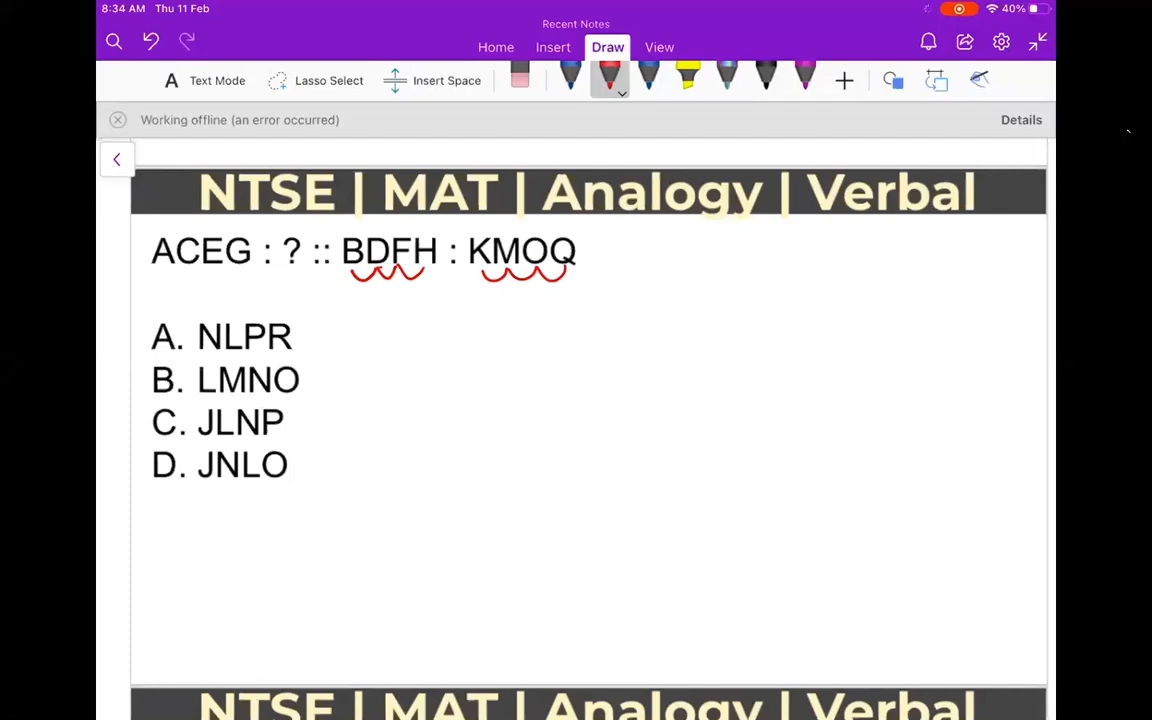 8:34 AM Thu 11 Feb
40%
Recent Notes
Home Insert Draw View
Text Mode Lasso Select Insert Space
Working offline (an error occurred) Details
NTSE | MAT | Analogy | Verbal
ACEG : ? :: BDFH : KMOQ
A. NLPR
B. LMNO
C. JLNP
D. JNLO
NTSE | MAT | Analogy | Verbal